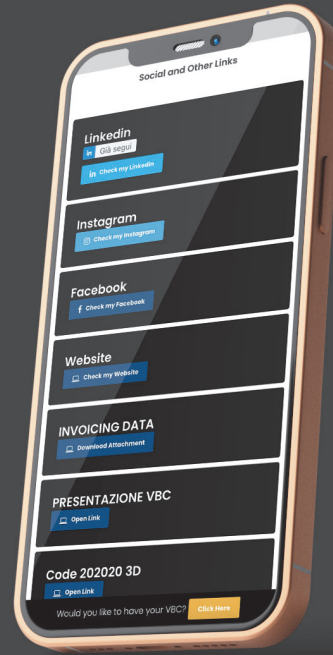 Social and Other Links
Linkedin
in Già segui
in Check my Linkedin
Instagram
Check my Instagram
Facebook
f Check my Facebook
Website
Check my Website
INVOICING DATA
Download Attachment
PRESENTAZIONE VBC
Open Link
Code 202020 3D
Open Link
Would you like to have your VBC? Click Here